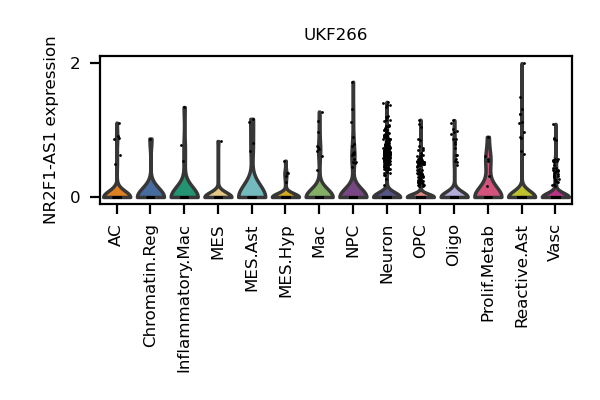 UKF266
NR2F1-AS1 expression
2
0
AC
Chromatin.Reg
Inflammatory.Mac
MES
MES.Ast
MES.Hyp
Mac
NPC
Neuron
OPC
Oligo
Prolif.Metab
Reactive.Ast
Vasc